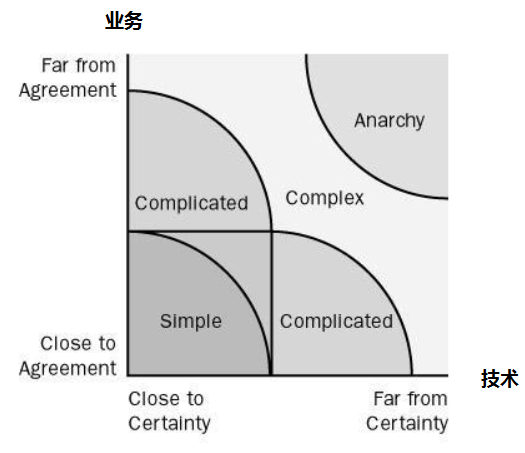 业务
Far from
Agreement
Anarchy
Complicated
Complex
Simple
Complicated
Close to
Agreement
技术
Close to
Certainty
Far from
Certainty